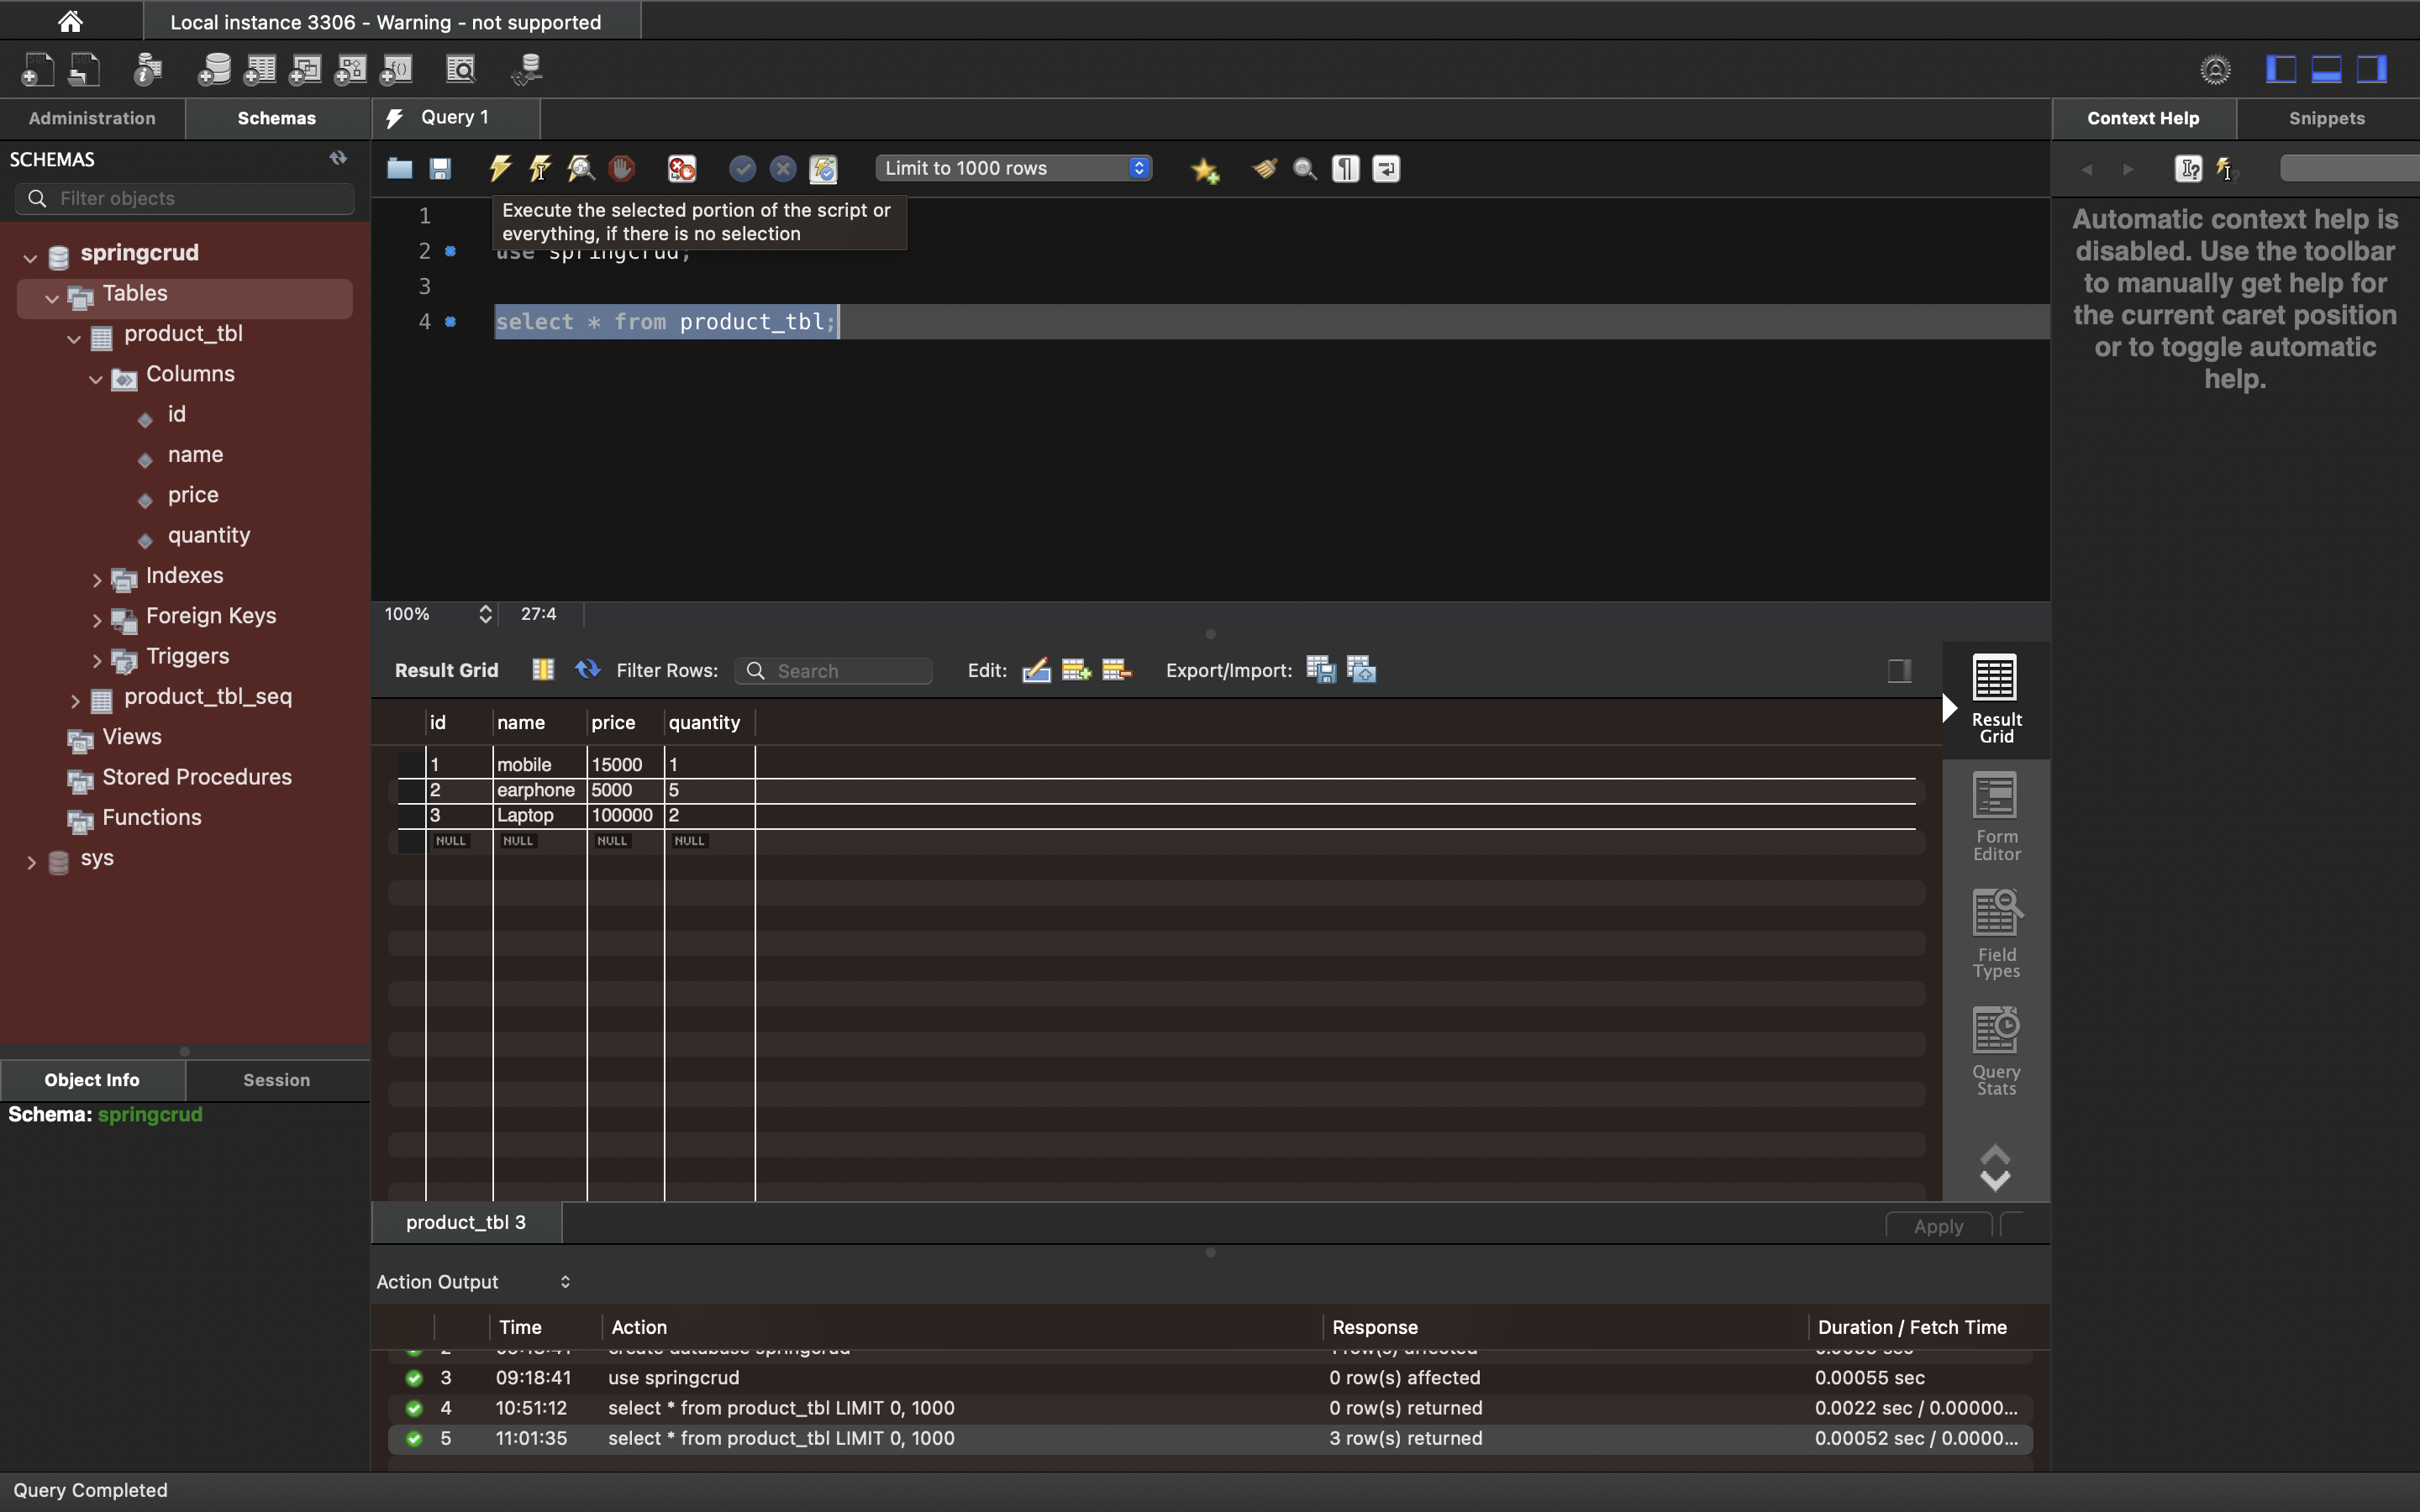 Local instance 3306 - Warning - not supported
Administration
Schemas
Query 1
Context Help
Snippets
SCHEMAS
Limit to 1000 rows
Filter objects
Execute the selected portion of the script or
everything, if there is no selection
1
2 use springcrud;
3
4 select * from product_tbl;
Automatic context help is
disabled. Use the toolbar
to manually get help for
the current caret position
or to toggle automatic
help.
springcrud
Tables
product_tbl
Columns
id
name
price
quantity
Indexes
Foreign Keys
Triggers
product_tbl_seq
Views
Stored Procedures
Functions
sys
100% 27:4
Result Grid Filter Rows: Search Edit: Export/Import:
id name price quantity
1 mobile 15000 1
2 earphone 5000 5
3 Laptop 100000 2
NULL NULL NULL NULL
Result
Grid
Form
Editor
Field
Types
Query
Stats
Object Info
Session
Schema: springcrud
product_tbl 3
Apply
Action Output
Time Action Response Duration / Fetch Time
3 09:18:41 use springcrud 0 row(s) affected 0.00055 sec
4 10:51:12 select * from product_tbl LIMIT 0, 1000 0 row(s) returned 0.0022 sec / 0.00000...
5 11:01:35 select * from product_tbl LIMIT 0, 1000 3 row(s) returned 0.00052 sec / 0.0000...
Query Completed